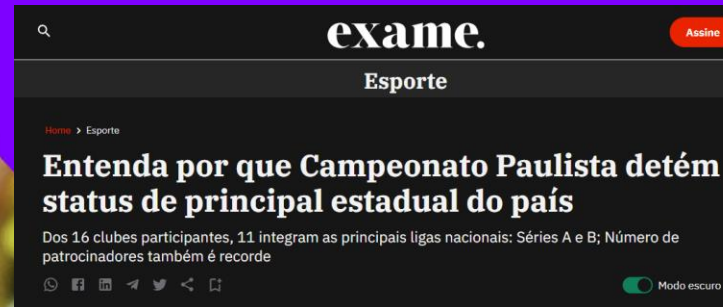 exame.
Assine
Esporte
Home > Esporte
Entenda por que Campeonato Paulista detém
status de principal estadual do país
Dos 16 clubes participantes, 11 integram as principais ligas nacionais: Séries A e B; Número de
patrocinadores também é recorde
Modo escuro